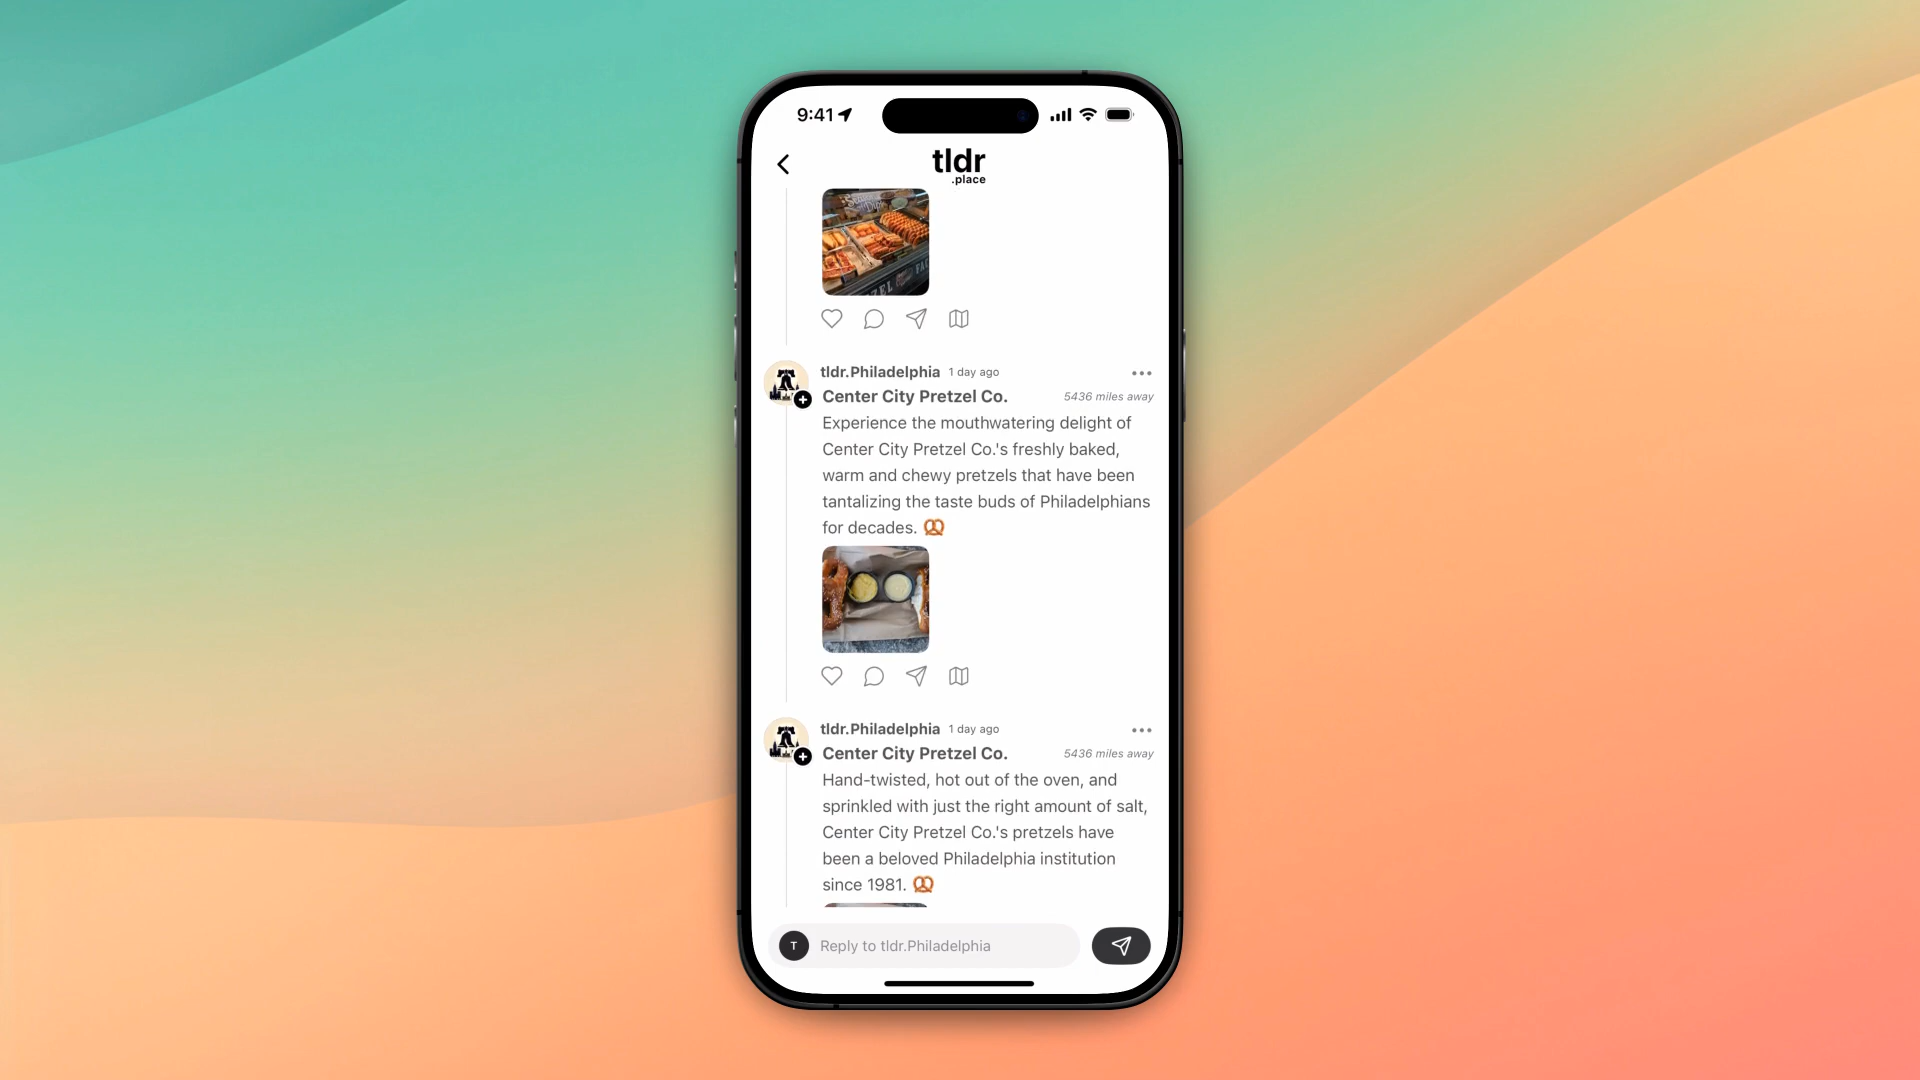 9:41
tldr
.place
tldr.Philadelphia 1 day ago
Center City Pretzel Co. 5436 miles away
Experience the mouthwatering delight of
Center City Pretzel Co.'s freshly baked,
warm and chewy pretzels that have been
tantalizing the taste buds of Philadelphians
for decades. 🥨
tldr.Philadelphia 1 day ago
Center City Pretzel Co. 5436 miles away
Hand-twisted, hot out of the oven, and
sprinkled with just the right amount of salt,
Center City Pretzel Co.'s pretzels have
been a beloved Philadelphia institution
since 1981. 🥨
T Reply to tldr.Philadelphia